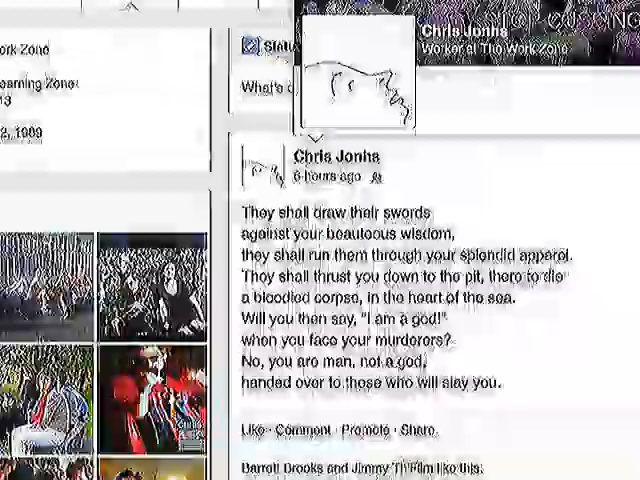 STOP CUSSING
Chris Jonhs
Worker at The Work Zone
ork Zone
earning Zone
13
2, 1989
Statu
What's o
Chris Jonhs
6 hours ago
They shall draw their swords
against your beauteous wisdom,
they shall run them through your splendid apparel.
They shall thrust you down to the pit, there to die
a bloodied corpse, in the heart of the sea.
Will you then say, "I am a god!"
when you face your murderers?
No, you are man, not a god,
handed over to those who will slay you.
Like · Comment · Promote · Share
Barrett Brooks and Jimmy Th'Film like this.